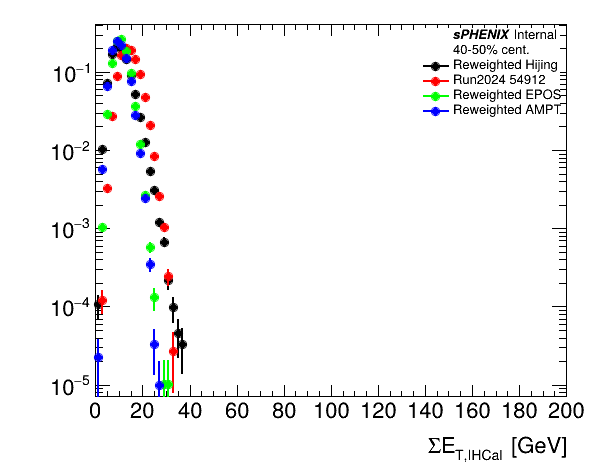 sPHENIX Internal
40-50% cent.
Reweighted Hijing
Run2024 54912
Reweighted EPOS
Reweighted AMPT
10⁻¹
10⁻²
10⁻³
10⁻⁴
10⁻⁵
0 20 40 60 80 100 120 140 160 180 200
ΣE_T,IHCal [GeV]